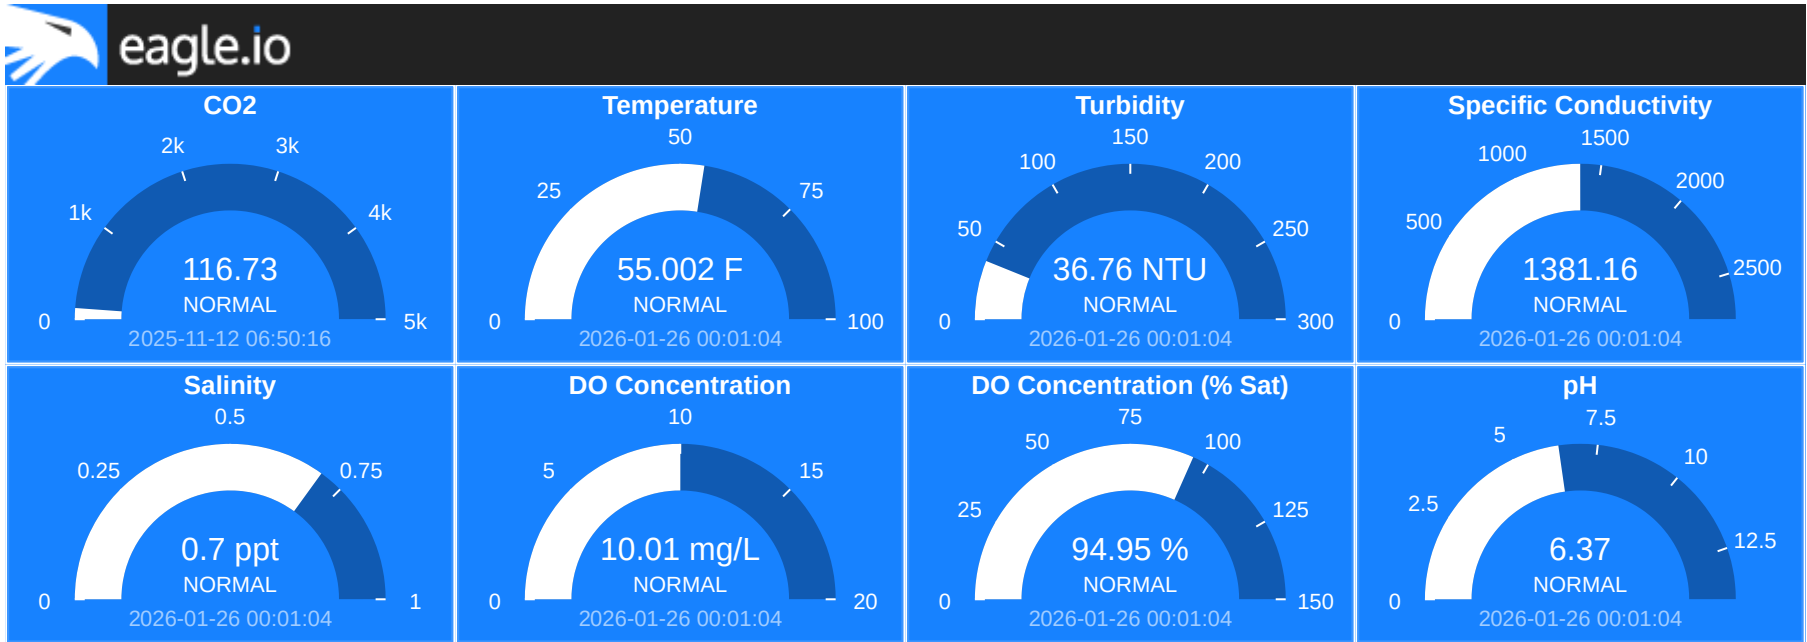 eagle.io
CO2
0
1k
2k
3k
4k
5k
116.73
NORMAL
2025-11-12 06:50:16
Temperature
0
25
50
75
100
55.002 F
NORMAL
2026-01-26 00:01:04
Turbidity
0
50
100
150
200
250
300
36.76 NTU
NORMAL
2026-01-26 00:01:04
Specific Conductivity
0
500
1000
1500
2000
2500
1381.16
NORMAL
2026-01-26 00:01:04
Salinity
0
0.25
0.5
0.75
1
0.7 ppt
NORMAL
2026-01-26 00:01:04
DO Concentration
0
5
10
15
20
10.01 mg/L
NORMAL
2026-01-26 00:01:04
DO Concentration (% Sat)
0
25
50
75
100
125
150
94.95 %
NORMAL
2026-01-26 00:01:04
pH
0
2.5
5
7.5
10
12.5
6.37
NORMAL
2026-01-26 00:01:04